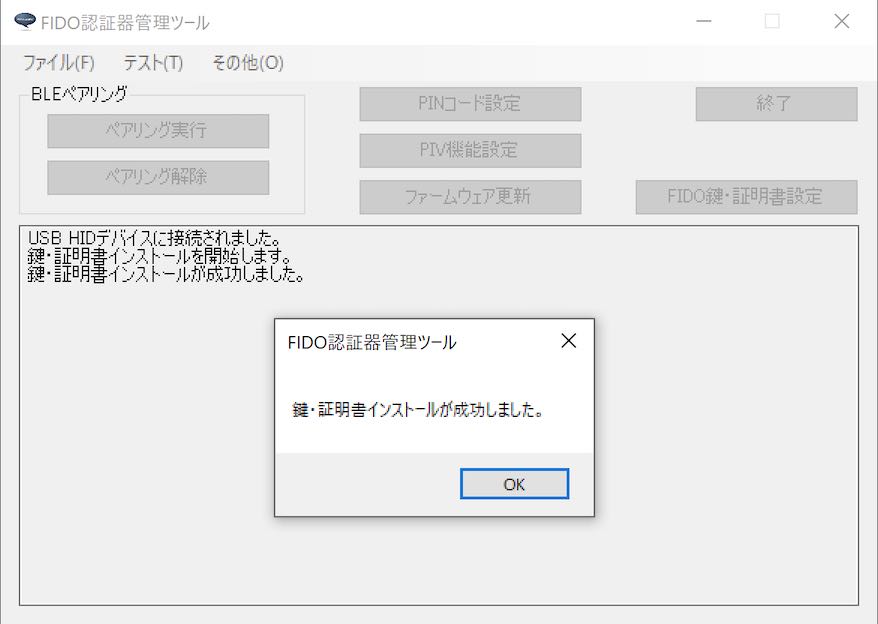 FIDO認証器管理ツール
ファイル(F) テスト(T) その他(O)
BLEペアリング
ペアリング実行
ペアリング解除
PINコード設定
PIV機能設定
ファームウェア更新
終了
FIDO鍵・証明書設定
USB HIDデバイスに接続されました。
鍵・証明書インストールを開始します。
鍵・証明書インストールが成功しました。
FIDO認証器管理ツール
鍵・証明書インストールが成功しました。
OK